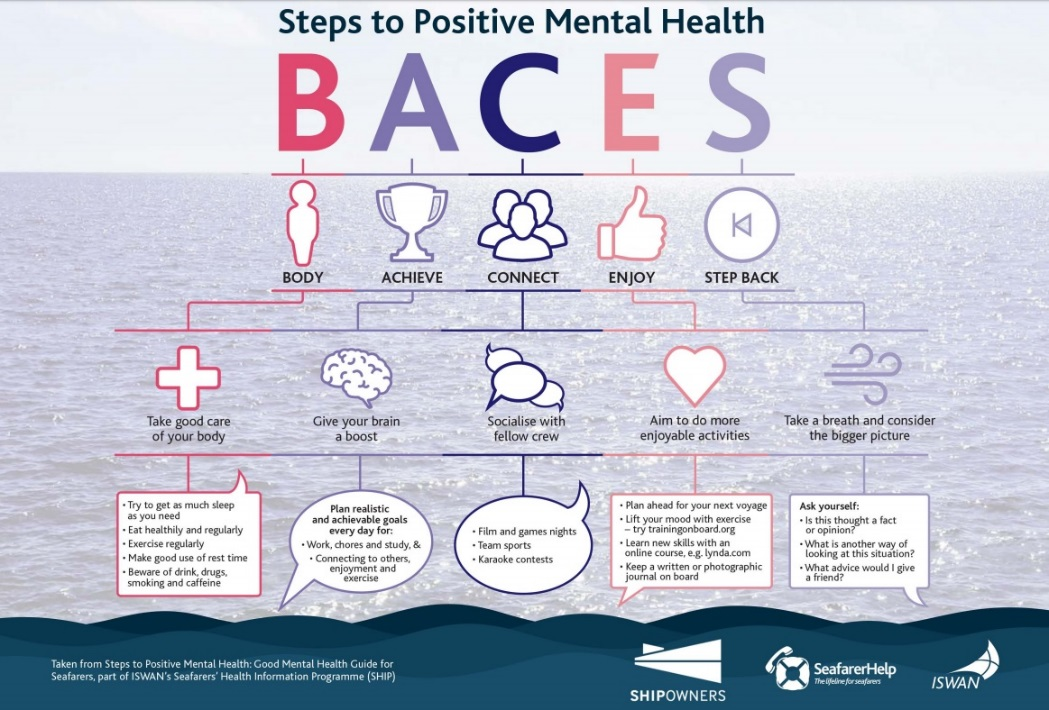 Steps to Positive Mental Health
B A C E S
BODY
ACHIEVE
CONNECT
ENJOY
STEP BACK
Take good care
of your body
Give your brain
a boost
Socialise with
fellow crew
Aim to do more
enjoyable activities
Take a breath and consider
the bigger picture
• Try to get as much sleep
as you need
• Eat healthily and regularly
• Exercise regularly
• Make good use of rest time
• Beware of drink, drugs,
smoking and caffeine
Plan realistic
and achievable goals
every day for:
• Work, chores and study, &
• Connecting to others,
enjoyment and
exercise
• Film and games nights
• Team sports
• Karaoke contests
• Plan ahead for your next voyage
• Lift your mood with exercise
– try trainingonboard.org
• Learn new skills with an
online course, e.g. lynda.com
• Keep a written or photographic
journal on board
Ask yourself:
• Is this thought a fact
or opinion?
• What is another way of
looking at this situation?
• What advice would I give
a friend?
Taken from Steps to Positive Mental Health: Good Mental Health Guide for
Seafarers, part of ISWAN's Seafarers' Health Information Programme (SHIP)
SHIPOWNERS
SeafarerHelp
The lifeline for seafarers
ISWAN